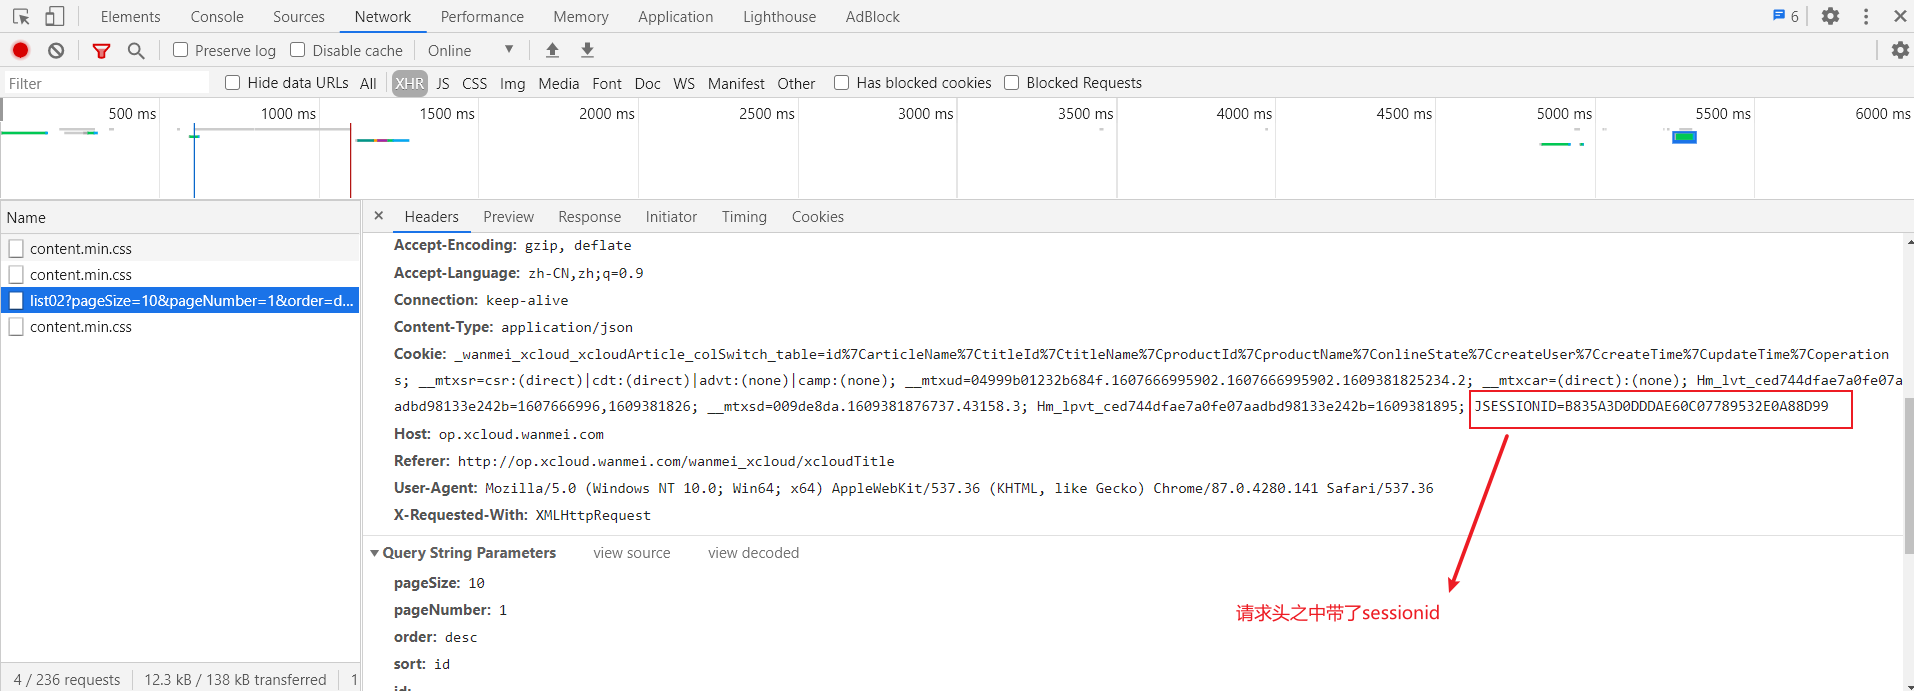 Elements Console Sources Network Performance Memory Application Lighthouse AdBlock 6
Preserve log Disable cache Online
Filter Hide data URLs All XHR JS CSS Img Media Font Doc WS Manifest Other Has blocked cookies Blocked Requests
500 ms 1000 ms 1500 ms 2000 ms 2500 ms 3000 ms 3500 ms 4000 ms 4500 ms 5000 ms 5500 ms 6000 ms
Name
content.min.css
content.min.css
list02?pageSize=10&pageNumber=1&order=d...
content.min.css
4 / 236 requests 12.3 kB / 138 kB transferred 1
Headers Preview Response Initiator Timing Cookies
Accept-Encoding: gzip, deflate
Accept-Language: zh-CN,zh;q=0.9
Connection: keep-alive
Content-Type: application/json
Cookie: _wanmei_xcloud_xcloudArticle_colSwitch_table=id%7CarticleName%7CtitleId%7CtitleName%7CproductId%7CproductName%7ConlineState%7CcreateUser%7CcreateTime%7CupdateTime%7Coperation
s; __mtxsr=csr:(direct)|cdt:(direct)|advt:(none)|camp:(none); __mtxud=04999b01232b684f.1607666995902.1607666995902.1609381825234.2; __mtxcar=(direct):(none); Hm_lvt_ced744dfae7a0fe07a
adbd98133e242b=1607666996,1609381826; __mtxsd=009de8da.1609381876737.43158.3; Hm_lpvt_ced744dfae7a0fe07aadbd98133e242b=1609381895; JSESSIONID=B835A3D0DDDAE60C07789532E0A88D99
Host: op.xcloud.wanmei.com
Referer: http://op.xcloud.wanmei.com/wanmei_xcloud/xcloudTitle
User-Agent: Mozilla/5.0 (Windows NT 10.0; Win64; x64) AppleWebKit/537.36 (KHTML, like Gecko) Chrome/87.0.4280.141 Safari/537.36
X-Requested-With: XMLHttpRequest
Query String Parameters view source view decoded
pageSize: 10
pageNumber: 1
order: desc
sort: id
请求头之中带了sessionid